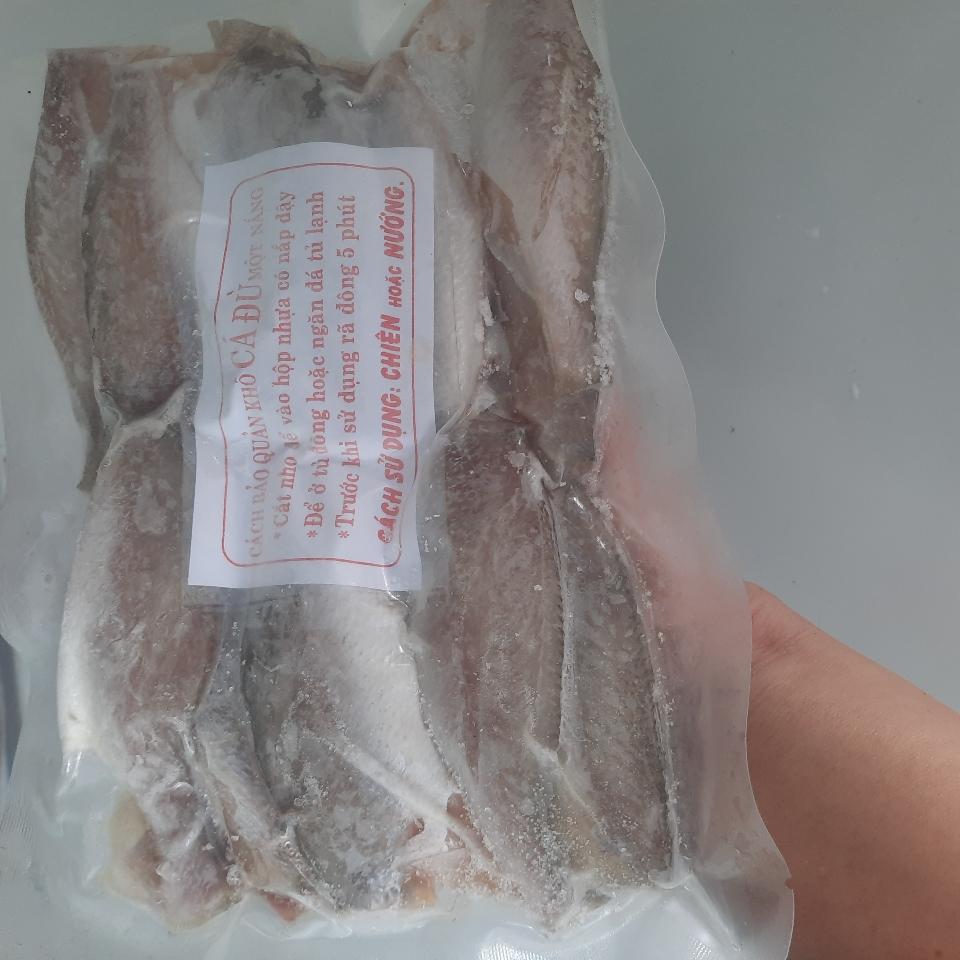 CÁCH BẢO QUẢN KHÔ CÁ ĐÙ MỘT NẮNG
* Cắt nhỏ để vào hộp nhựa có nắp dậy
*Để ở tủ đông hoặc ngăn đá tủ lạnh
*Trước khi sử dụng rã đông 5 phút
CÁCH SỬ DỤNG: CHIÊN HOẶC NƯỚNG.